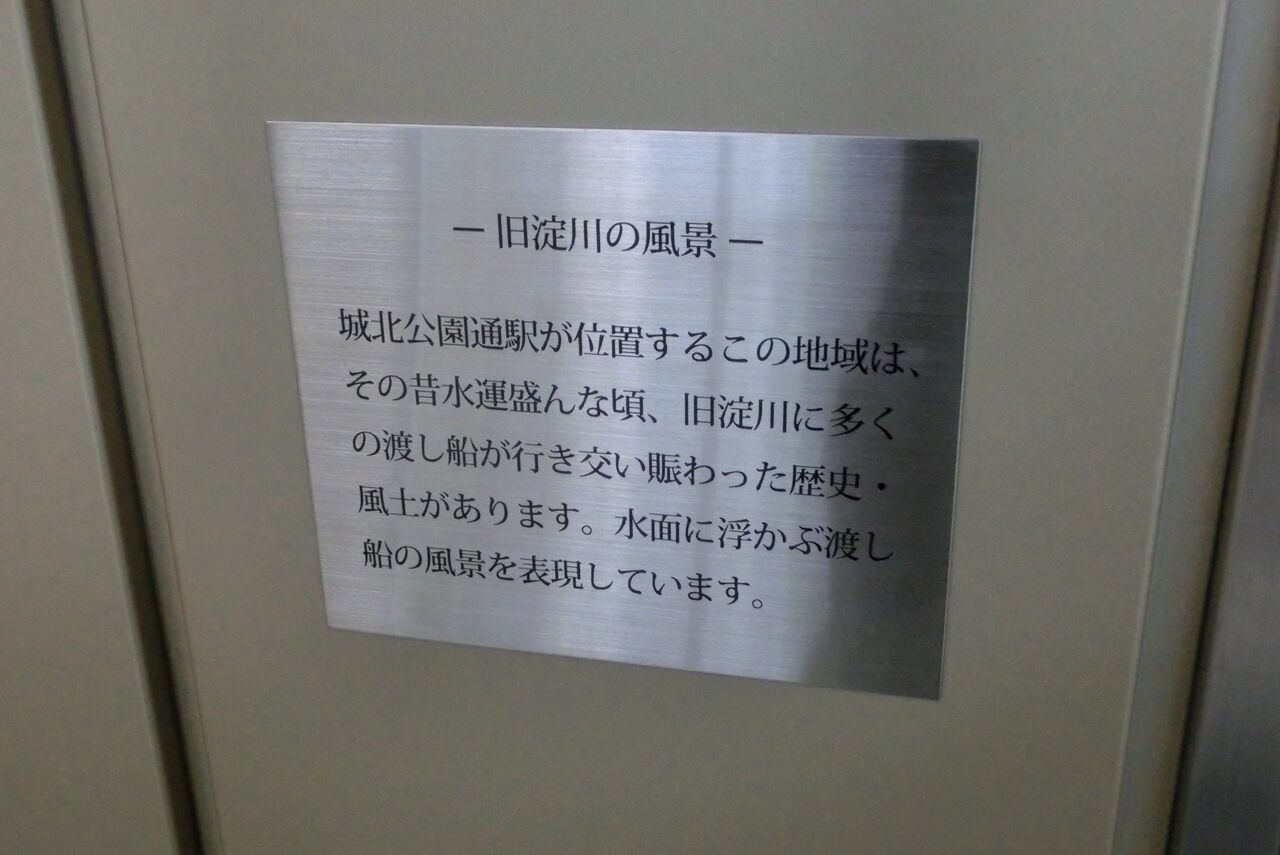 ― 旧淀川の風景 ―
城北公園通駅が位置するこの地域は、
その昔水運盛んな頃、旧淀川に多く
の渡し船が行き交い賑わった歴史・
風土があります。水面に浮かぶ渡し
船の風景を表現しています。